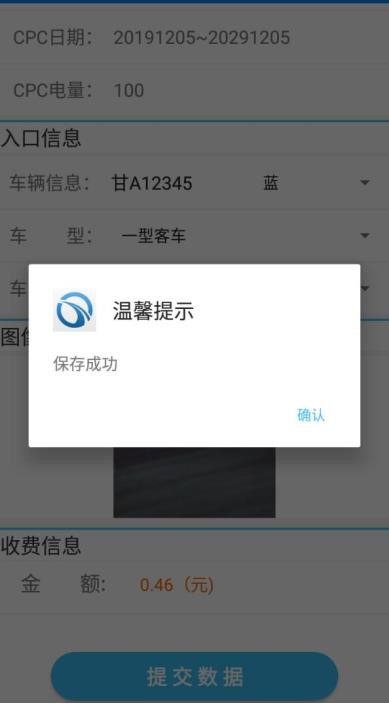 CPC日期： 20191205~20291205
CPC电量： 100
入口信息
车辆信息： 甘A12345 蓝
车 型： 一型客车
车
温馨提示
图
保存成功
确认
收费信息
金 额： 0.46（元)
提交数据